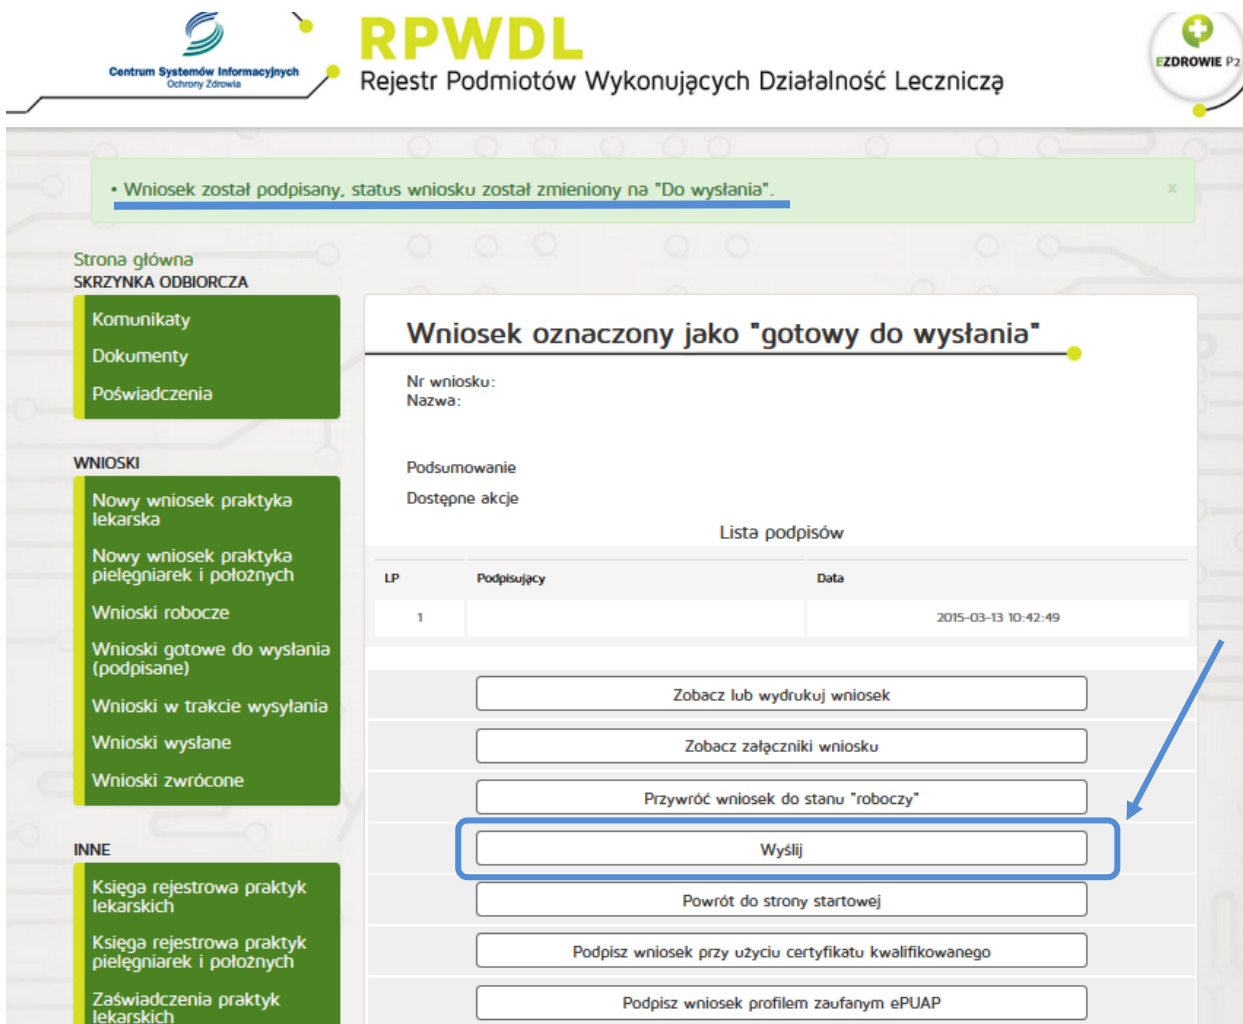 Centrum Systemów Informacyjnych
Ochrony Zdrowia
RPWDL
Rejestr Podmiotów Wykonujących Działalność Leczniczą
EZDROWIE P2
• Wniosek został podpisany, status wniosku został zmieniony na "Do wysłania".
x
Strona główna
SKRZYNKA ODBIORCZA
Komunikaty
Dokumenty
Poświadczenia
WNIOSKI
Nowy wniosek praktyka
lekarska
Nowy wniosek praktyka
pielęgniarek i położnych
Wnioski robocze
Wnioski gotowe do wysłania
(podpisane)
Wnioski w trakcie wysyłania
Wnioski wysłane
Wnioski zwrócone
INNE
Księga rejestrowa praktyk
lekarskich
Księga rejestrowa praktyk
pielęgniarek i położnych
Zaświadczenia praktyk
lekarskich
Wniosek oznaczony jako "gotowy do wysłania"
Nr wniosku:
Nazwa:
Podsumowanie
Dostępne akcje
Lista podpisów
LP Podpisujący Data
1 2015-03-13 10:42:49
Zobacz lub wydrukuj wniosek
Zobacz załączniki wniosku
Przywróć wniosek do stanu "roboczy"
Wyślij
Powrót do strony startowej
Podpisz wniosek przy użyciu certyfikatu kwalifikowanego
Podpisz wniosek profilem zaufanym ePUAP